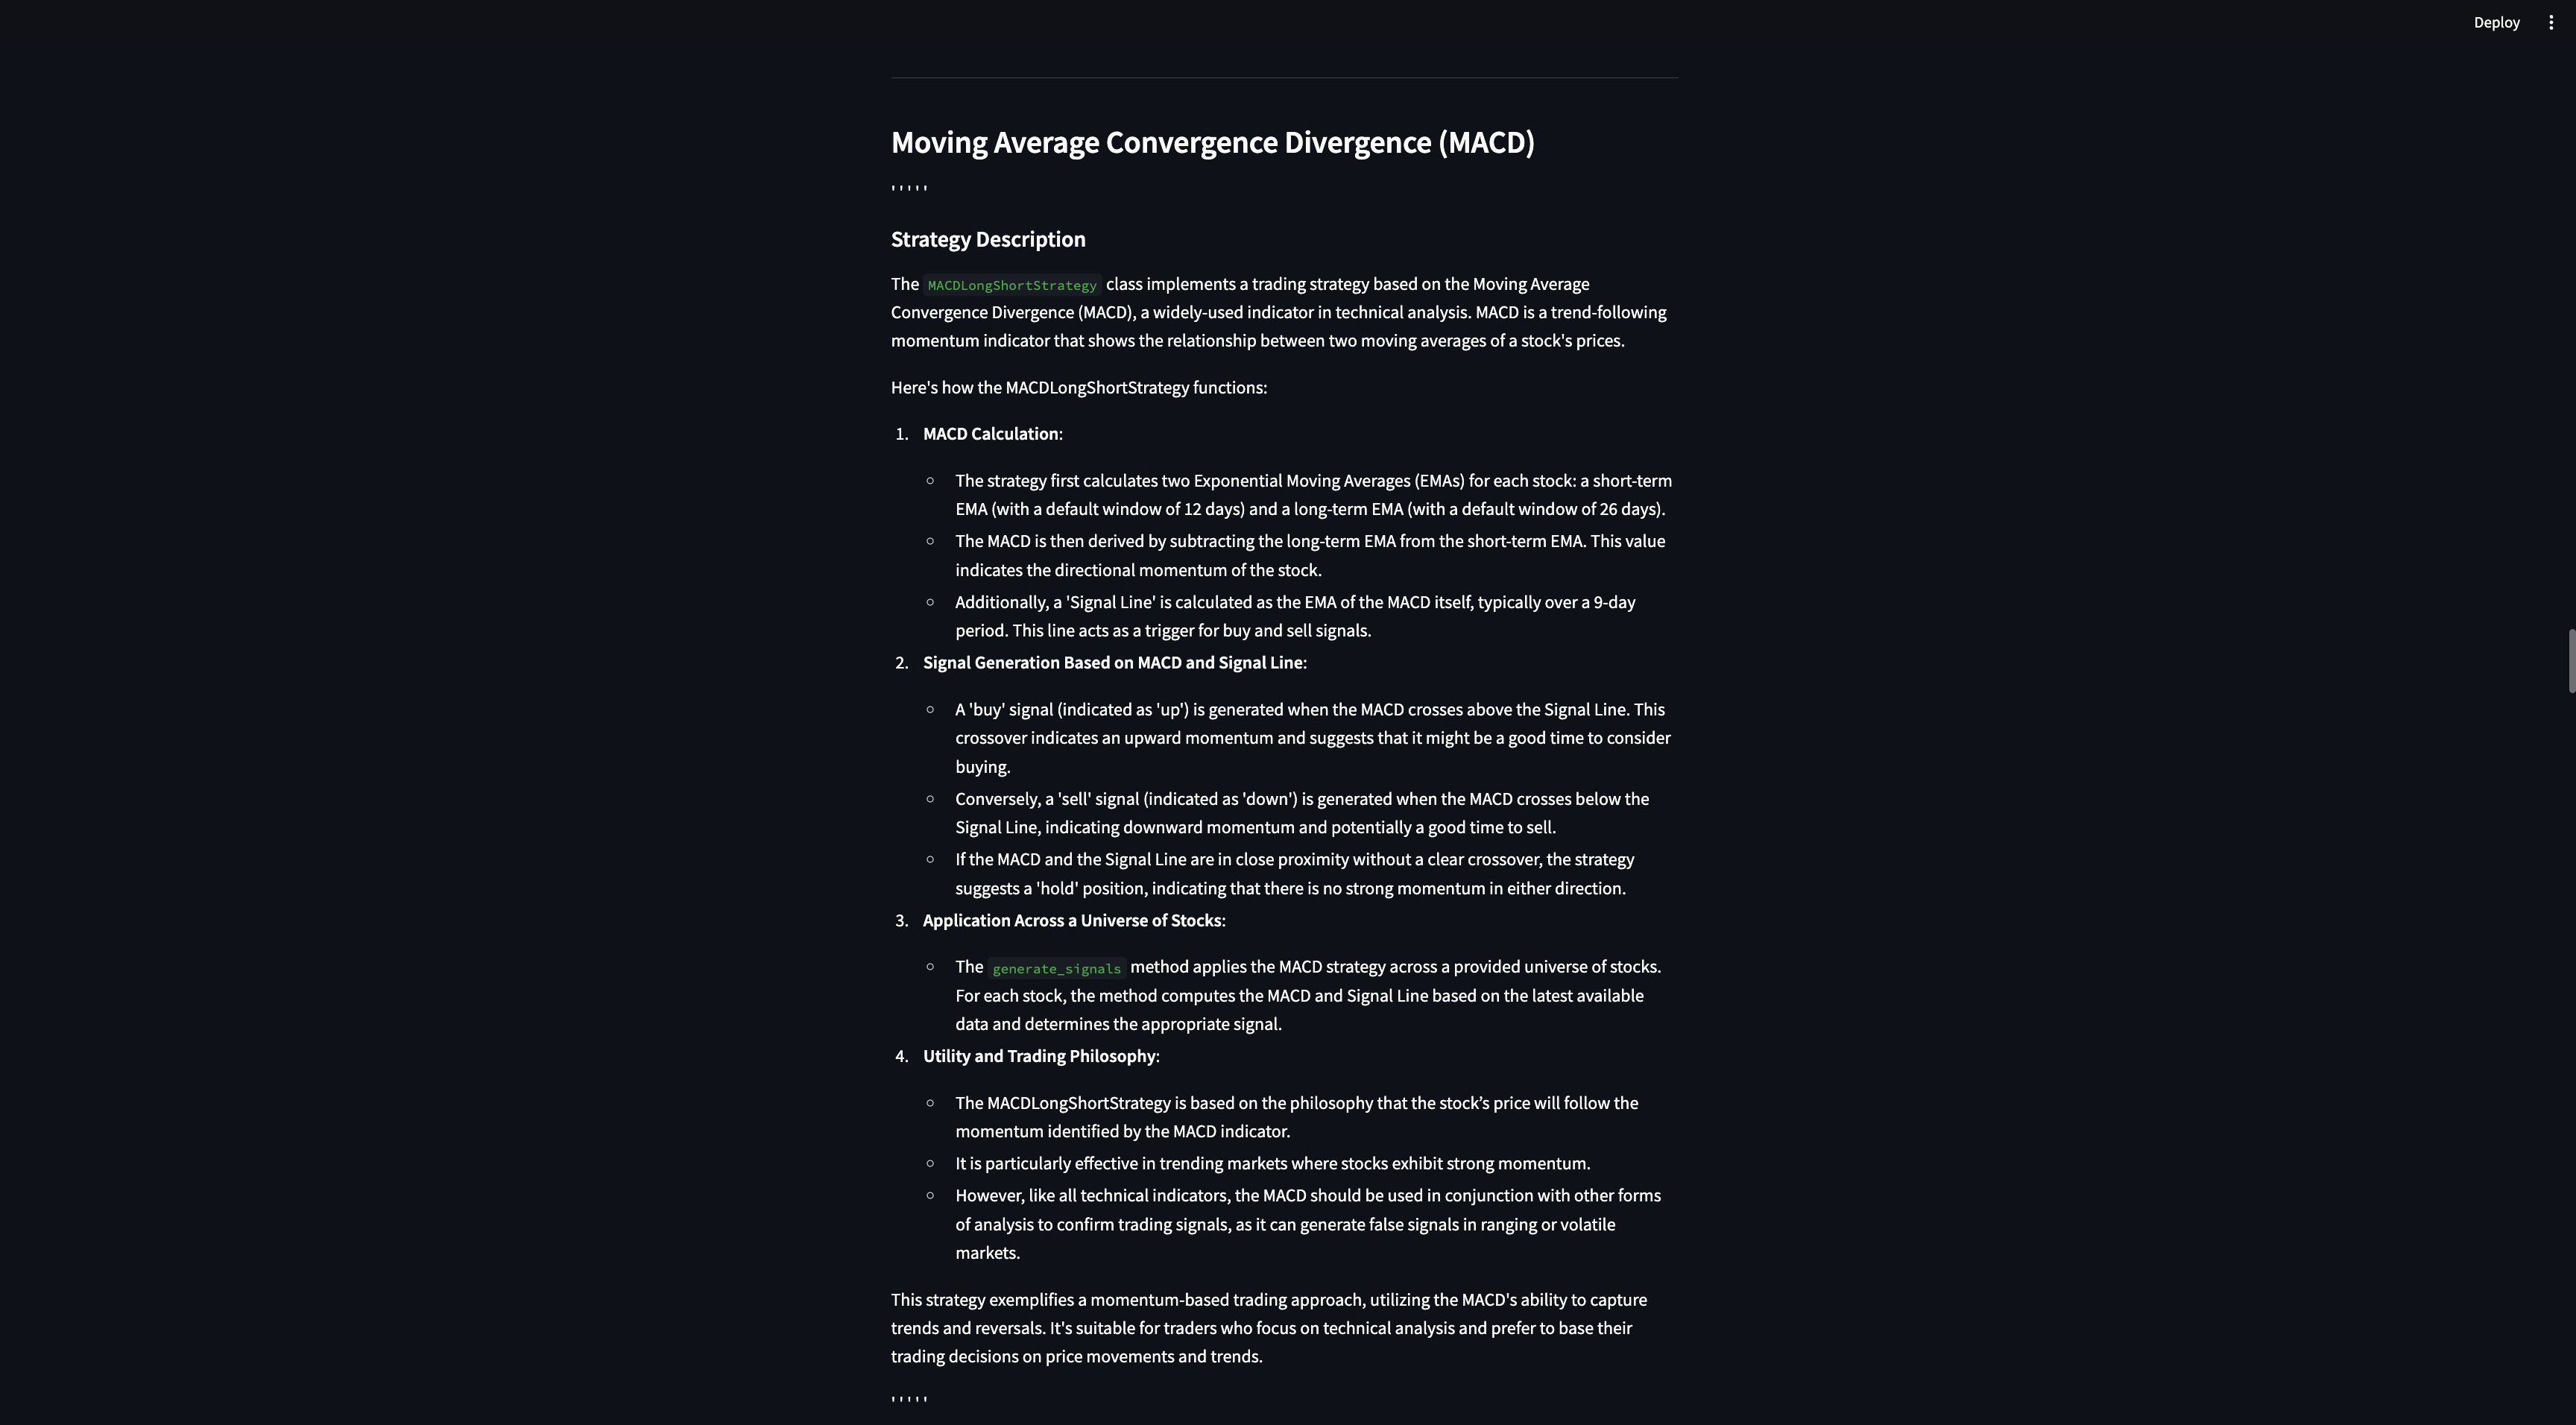 Deploy
Moving Average Convergence Divergence (MACD)
'''''
Strategy Description
The MACDLongShortStrategy class implements a trading strategy based on the Moving Average
Convergence Divergence (MACD), a widely-used indicator in technical analysis. MACD is a trend-following
momentum indicator that shows the relationship between two moving averages of a stock's prices.
Here's how the MACDLongShortStrategy functions:
1. MACD Calculation:
○ The strategy first calculates two Exponential Moving Averages (EMAs) for each stock: a short-term
EMA (with a default window of 12 days) and a long-term EMA (with a default window of 26 days).
○ The MACD is then derived by subtracting the long-term EMA from the short-term EMA. This value
indicates the directional momentum of the stock.
○ Additionally, a 'Signal Line' is calculated as the EMA of the MACD itself, typically over a 9-day
period. This line acts as a trigger for buy and sell signals.
2. Signal Generation Based on MACD and Signal Line:
○ A 'buy' signal (indicated as 'up') is generated when the MACD crosses above the Signal Line. This
crossover indicates an upward momentum and suggests that it might be a good time to consider
buying.
○ Conversely, a 'sell' signal (indicated as 'down') is generated when the MACD crosses below the
Signal Line, indicating downward momentum and potentially a good time to sell.
○ If the MACD and the Signal Line are in close proximity without a clear crossover, the strategy
suggests a 'hold' position, indicating that there is no strong momentum in either direction.
3. Application Across a Universe of Stocks:
○ The generate_signals method applies the MACD strategy across a provided universe of stocks.
For each stock, the method computes the MACD and Signal Line based on the latest available
data and determines the appropriate signal.
4. Utility and Trading Philosophy:
○ The MACDLongShortStrategy is based on the philosophy that the stock’s price will follow the
momentum identified by the MACD indicator.
○ It is particularly effective in trending markets where stocks exhibit strong momentum.
○ However, like all technical indicators, the MACD should be used in conjunction with other forms
of analysis to confirm trading signals, as it can generate false signals in ranging or volatile
markets.
This strategy exemplifies a momentum-based trading approach, utilizing the MACD's ability to capture
trends and reversals. It's suitable for traders who focus on technical analysis and prefer to base their
trading decisions on price movements and trends.
'''''